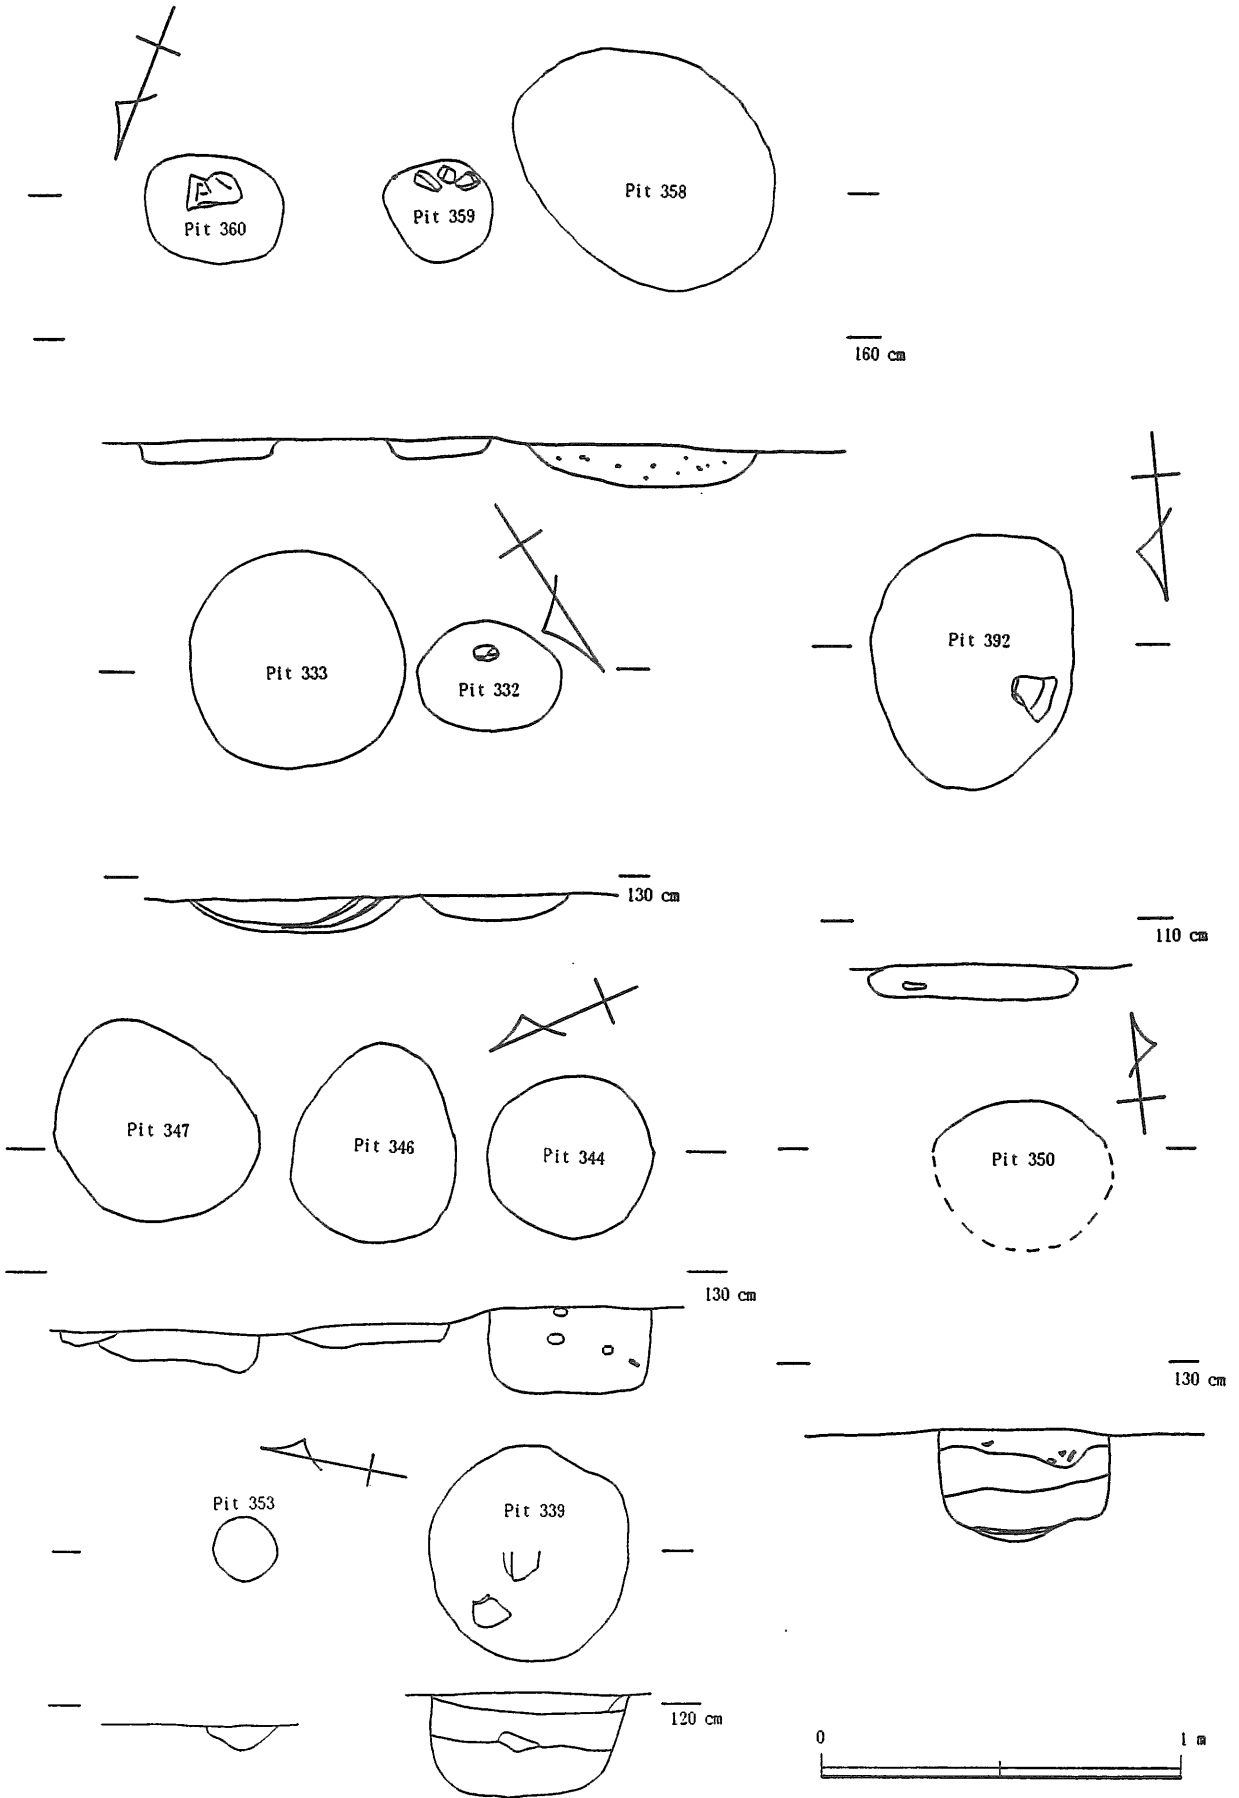 Pit 358
Pit 359
Pit 360
160 cm
Pit 333
Pit 332
Pit 392
130 cm
110 cm
Pit 347
Pit 346
Pit 344
Pit 350
130 cm
130 cm
Pit 353
Pit 339
120 cm
0
1 m